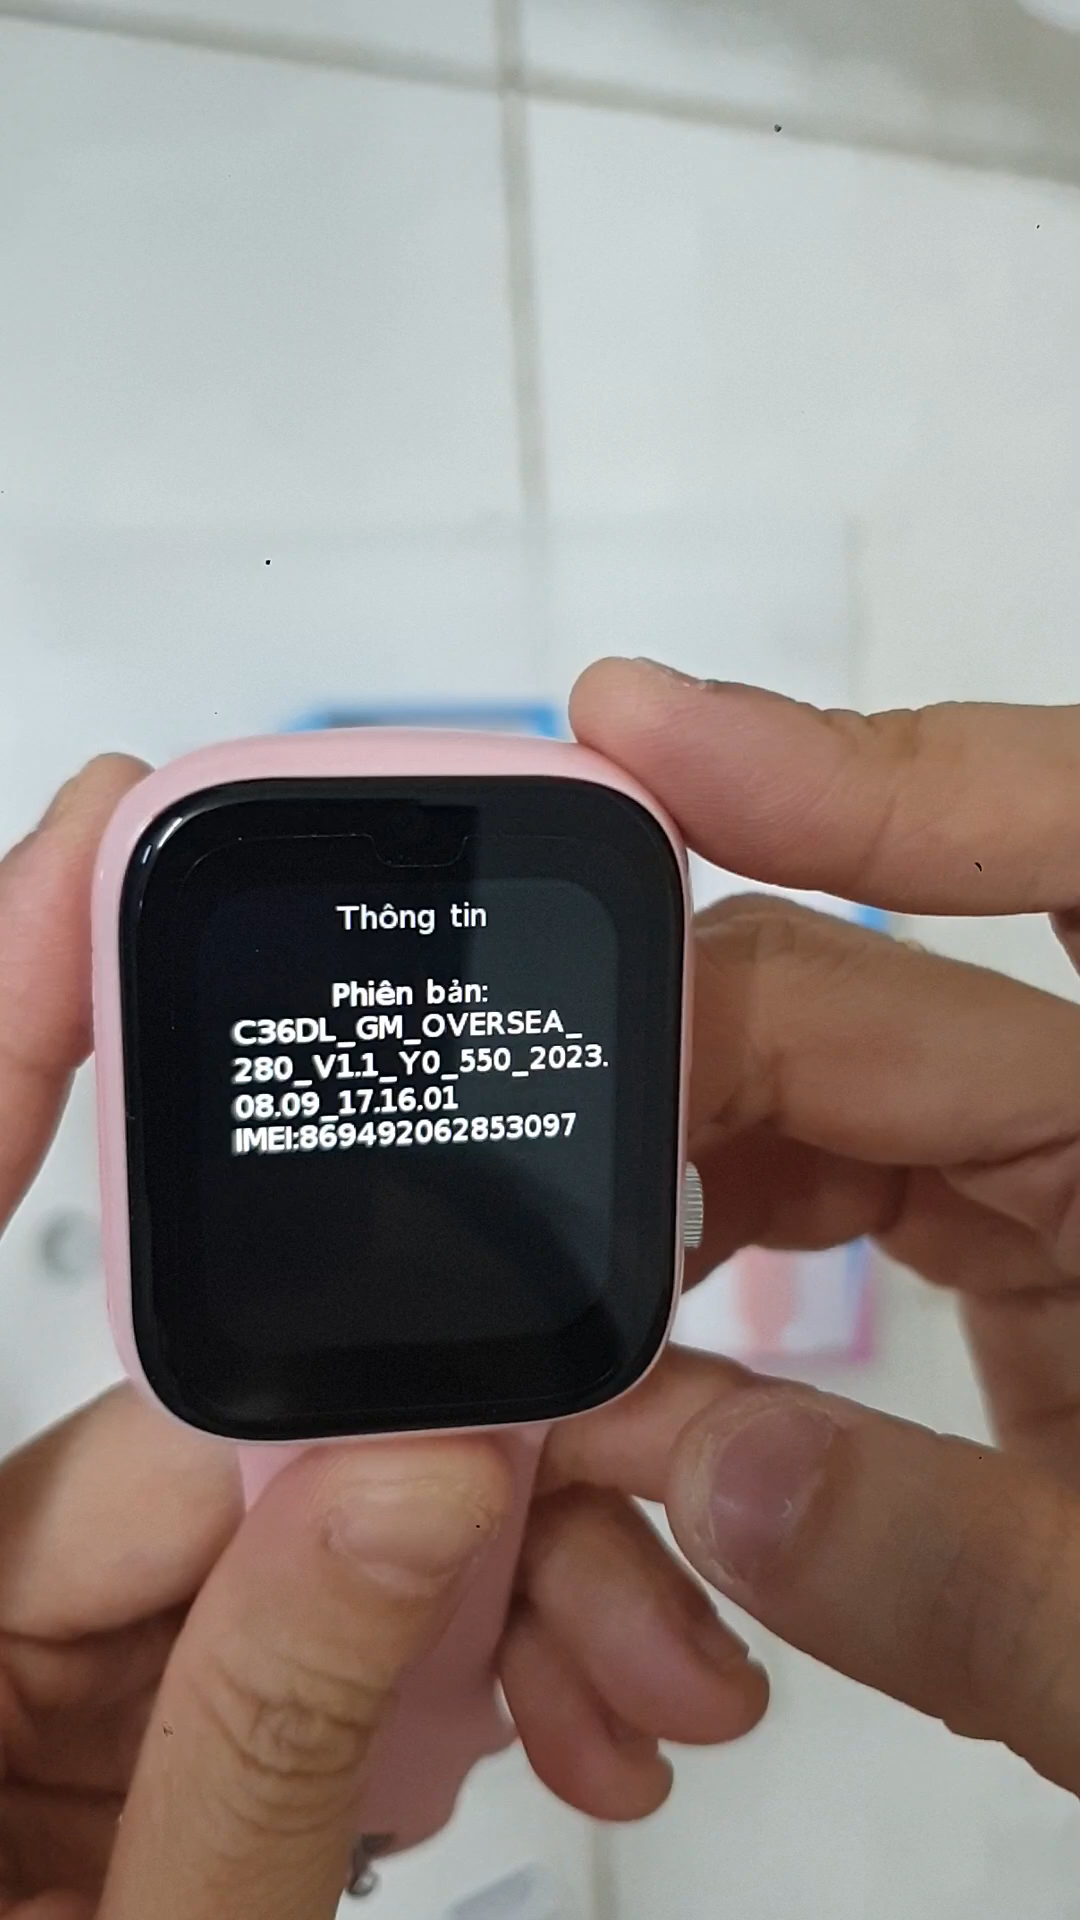 Thông tin
Phiên bản:
C36DL_GM_OVERSEA_
280_V1.1_Y0_550_2023.
08.09_17.16.01
IMEI:869492062853097